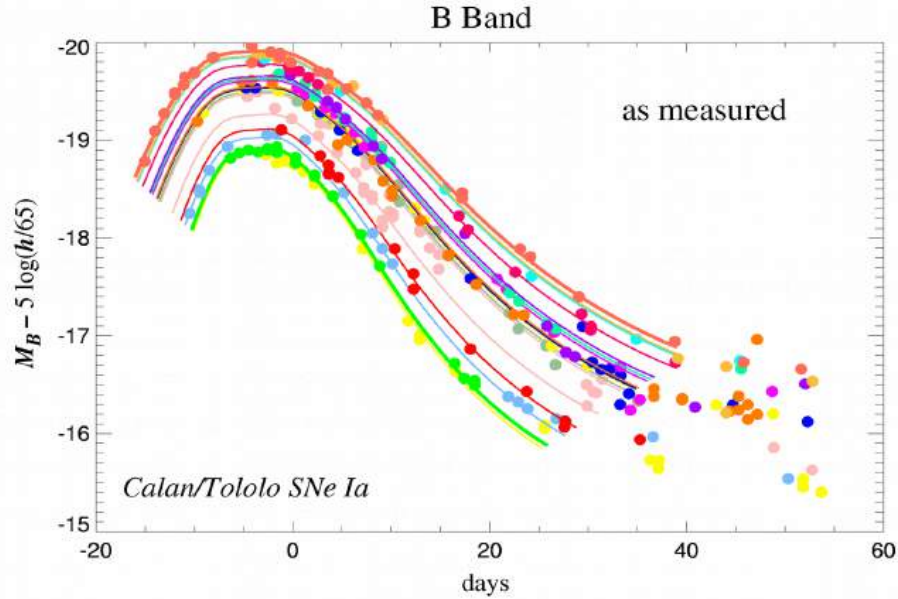 B Band
-20
-19
-18
-17
-16
-15
M_B – 5 log(h/65)
as measured
Calan/Tololo SNe Ia
-20 0 20 40 60
days